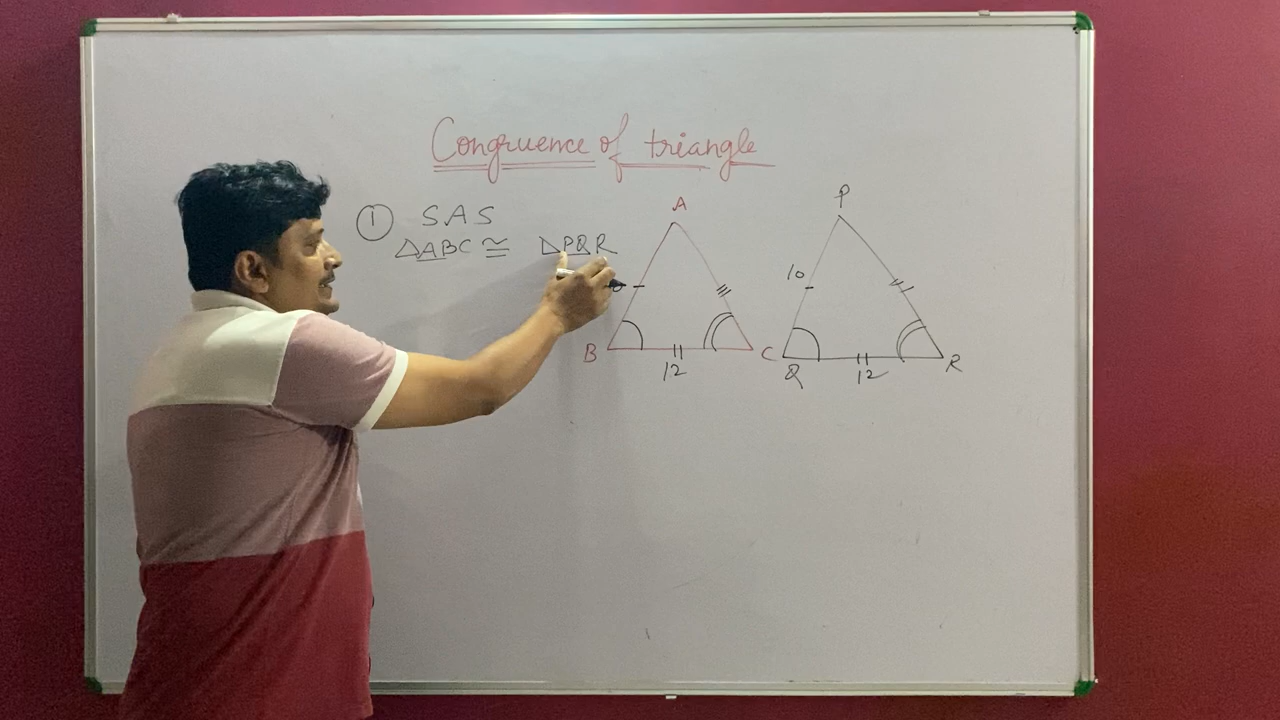 Congruence of triangle
① SAS
△ABC ≅ △PQR
A
P
10
B
12
C
Q
12
R